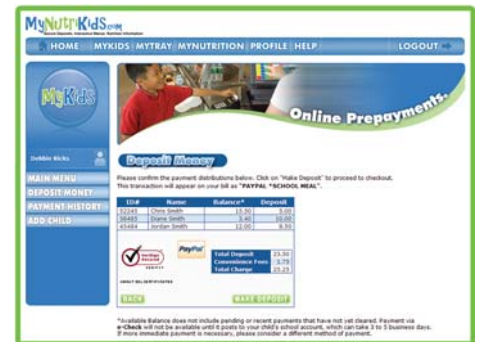 MyNutriKids.com
HOME MYKIDS MYTRAY MYNUTRITION PROFILE HELP LOGOUT
MyKids
Online Prepayments.
Debbie Ricks
Deposit Money
MAIN MENU
DEPOSIT MONEY
PAYMENT HISTORY
ADD CHILD
Please confirm the payment distributions below. Click on "Make Deposit" to proceed to checkout.
This transaction will appear on your bill as "PAYPAL *SCHOOL MEAL".
ID# Name Balance* Deposit
Chris Smith 5.00
Diane Smith 3.40 10.00
Jordan Smith 12.00 8.50
VeriSign
Secured
VERIFY
PayPal
Total Deposit 23.50
Convenience Fees 1.75
Total Charge 25.25
ABOUT SSL CERTIFICATES
BACK MAKE DEPOSIT
*Available Balance does not include pending or recent payments that have not yet cleared. Payment via
e-Check will not be available until it posts to your child's school account, which can take 3 to 5 business days.
If more immediate payment is necessary, please consider a different method of payment.